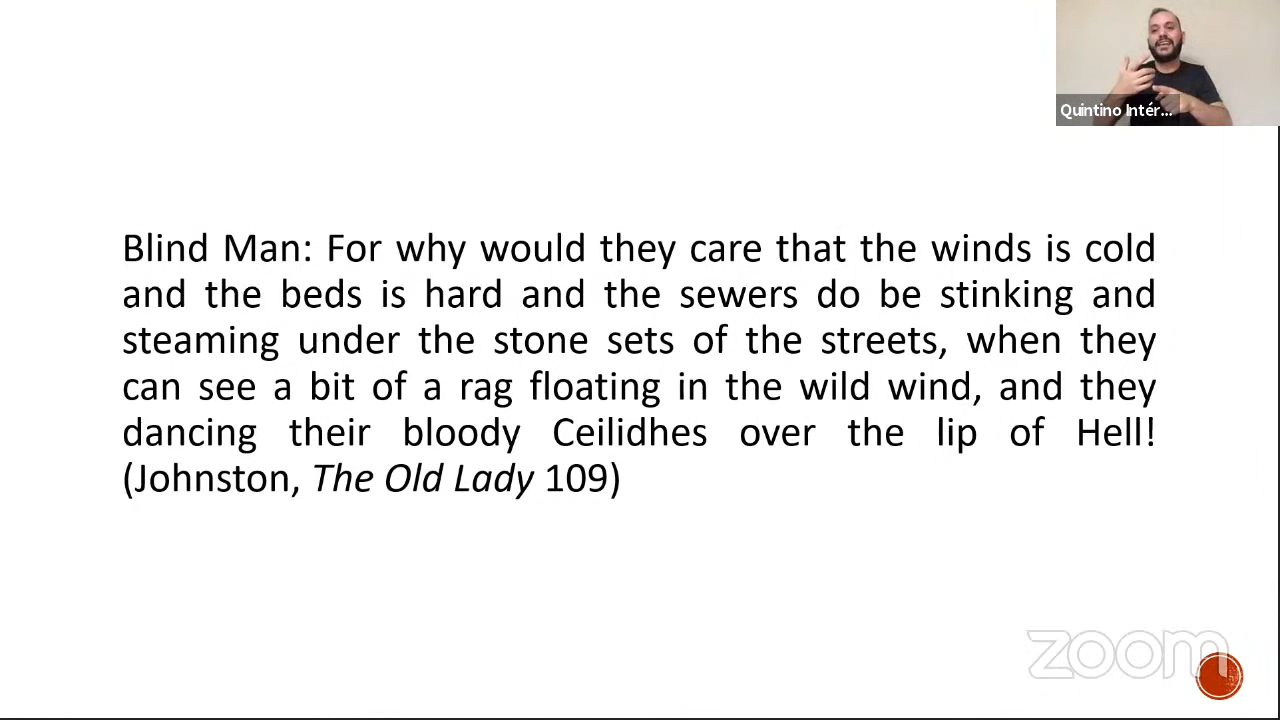 Quintino Intér...
Blind Man: For why would they care that the winds is cold
and the beds is hard and the sewers do be stinking and
steaming under the stone sets of the streets, when they
can see a bit of a rag floating in the wild wind, and they
dancing their bloody Ceilidhes over the lip of Hell!
(Johnston, The Old Lady 109)
zoom